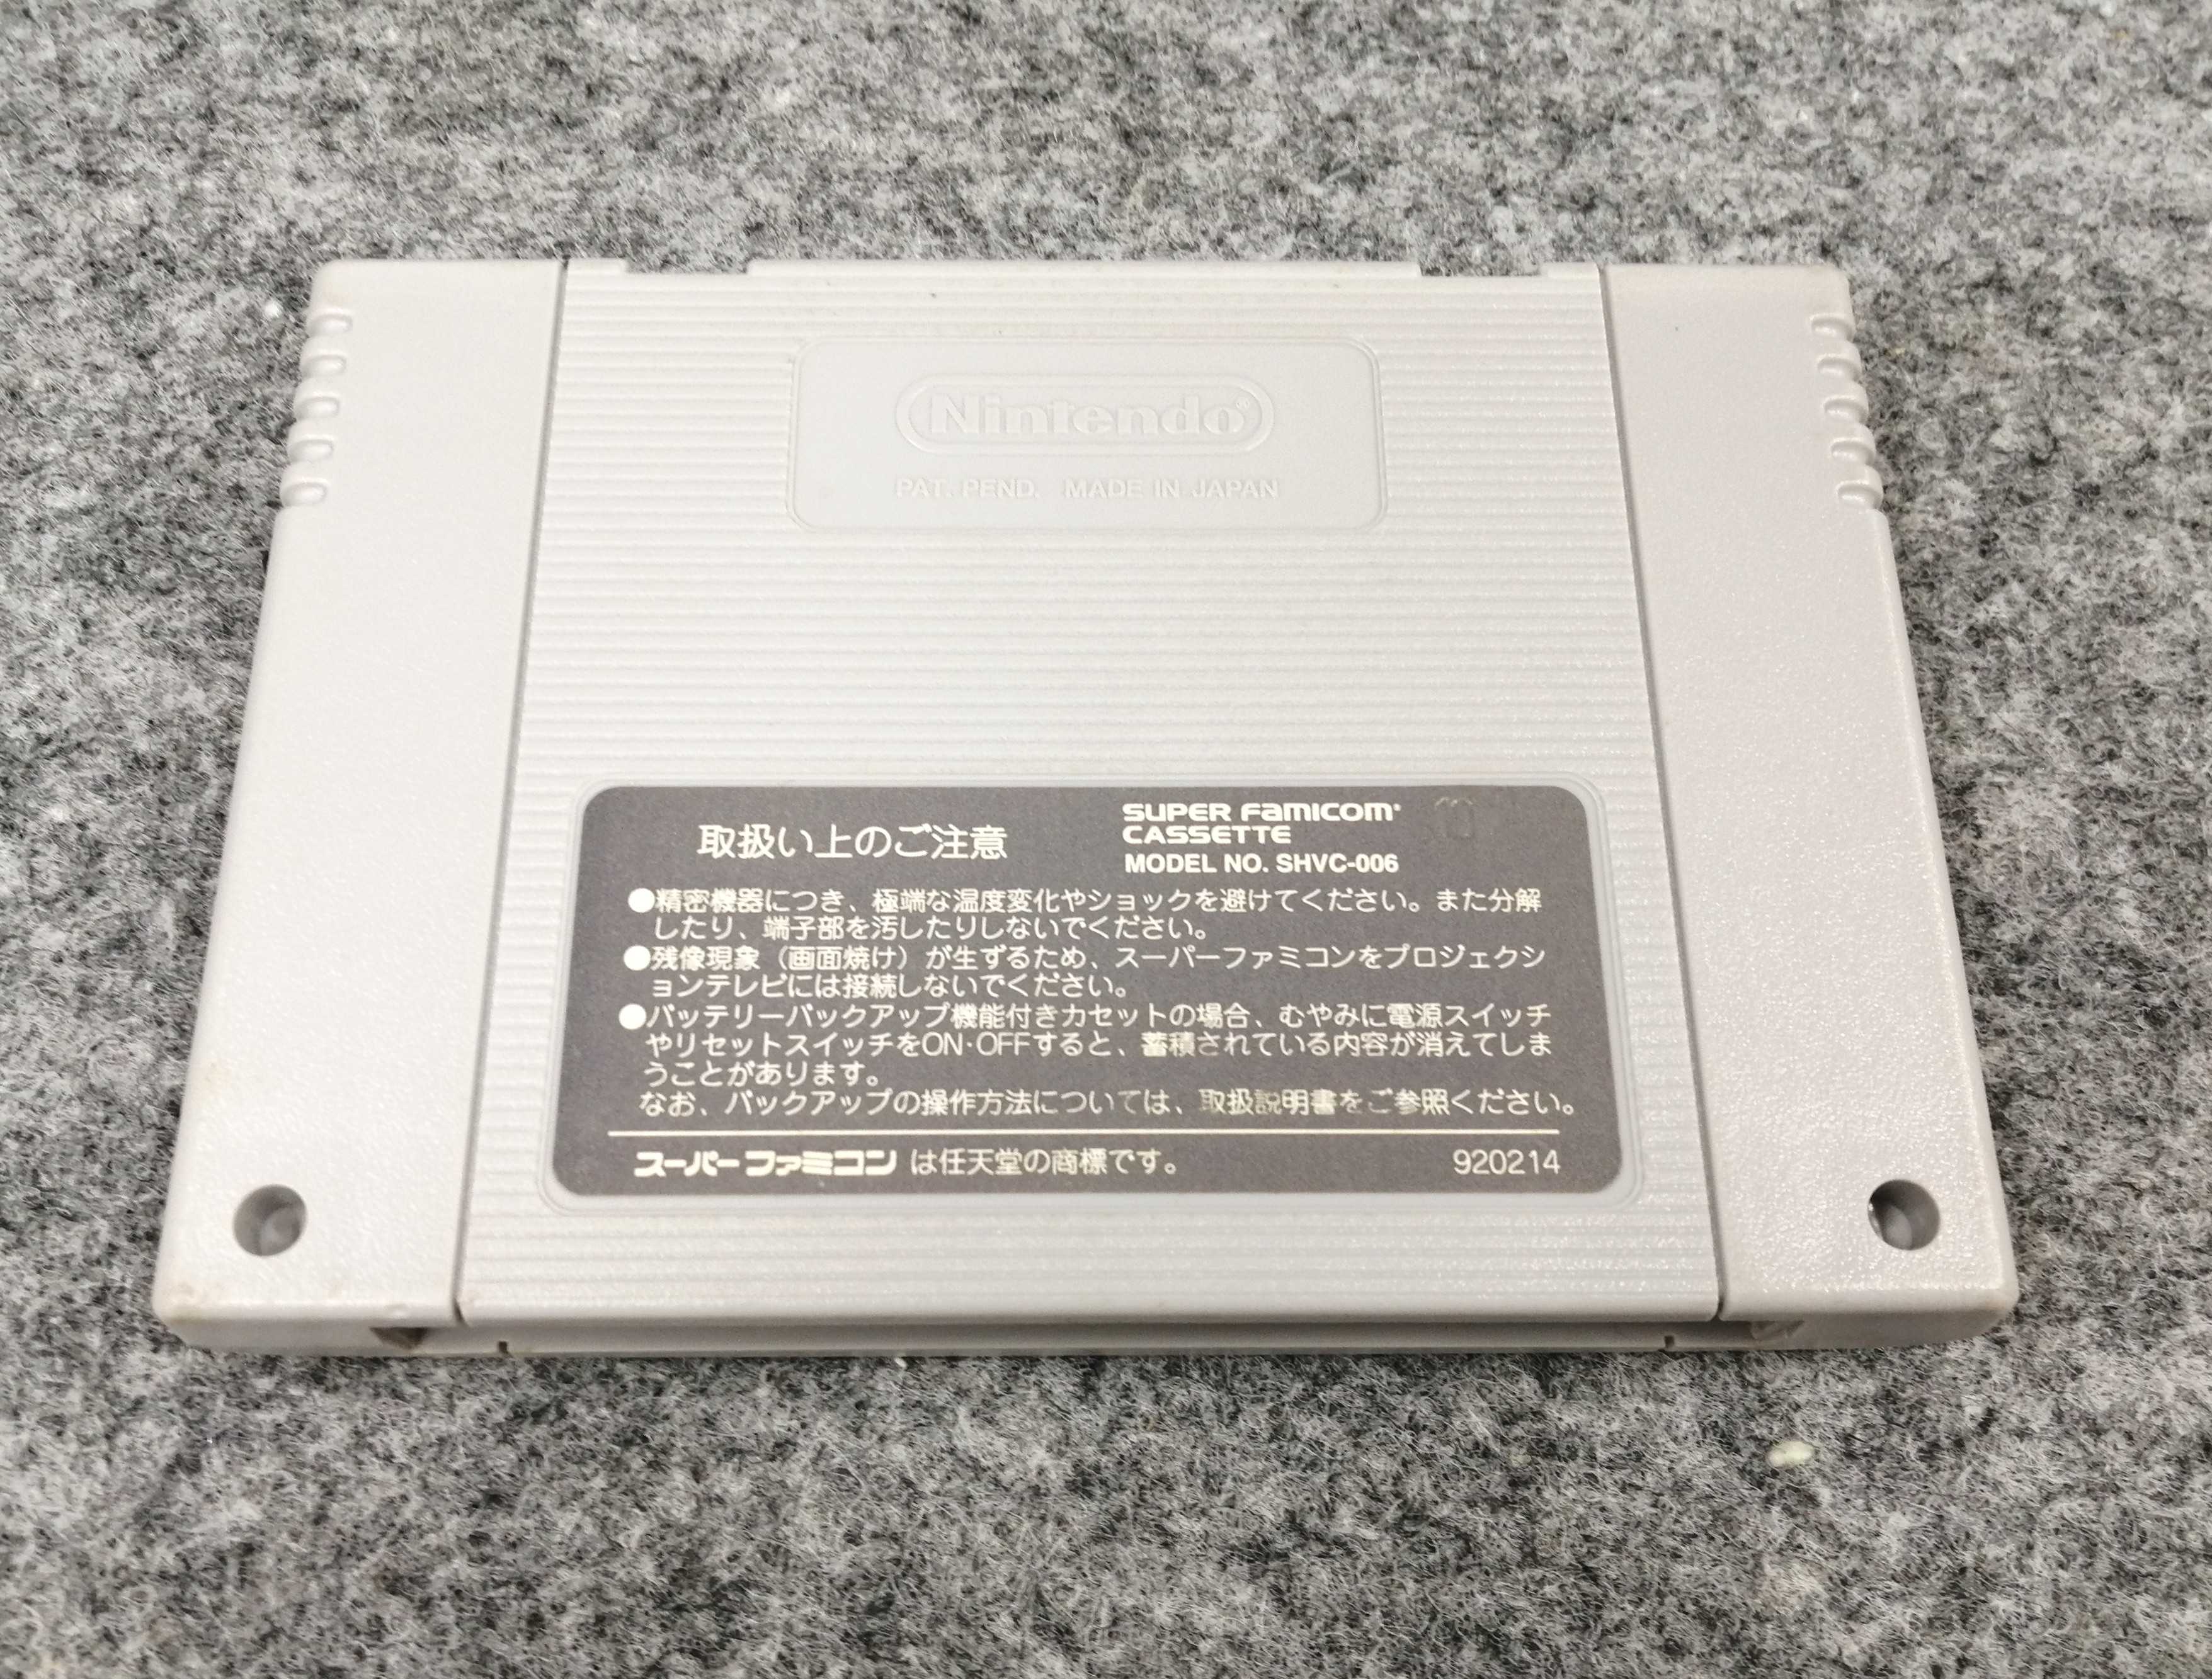 Nintendo®
PAT. PEND. MADE IN JAPAN
取扱い上のご注意
SUPER FAMICOM
CASSETTE
MODEL NO. SHVC-006
●精密機器につき、極端な温度変化やショックを避けてください。また分解
したり、端子部を汚したりしないでください。
●残像現象（画面焼け）が生ずるため、スーパーファミコンをプロジェクシ
ョンテレビには接続しないでください。
●バッテリーバックアップ機能付きカセットの場合、むやみに電源スイッチ
やリセットスイッチをON·OFFすると、蓄積されている内容が消えてしま
うことがあります。
なお、バックアップの操作方法については、取扱説明書をご参照ください。
スーパーファミコン は任天堂の商標です。
920214